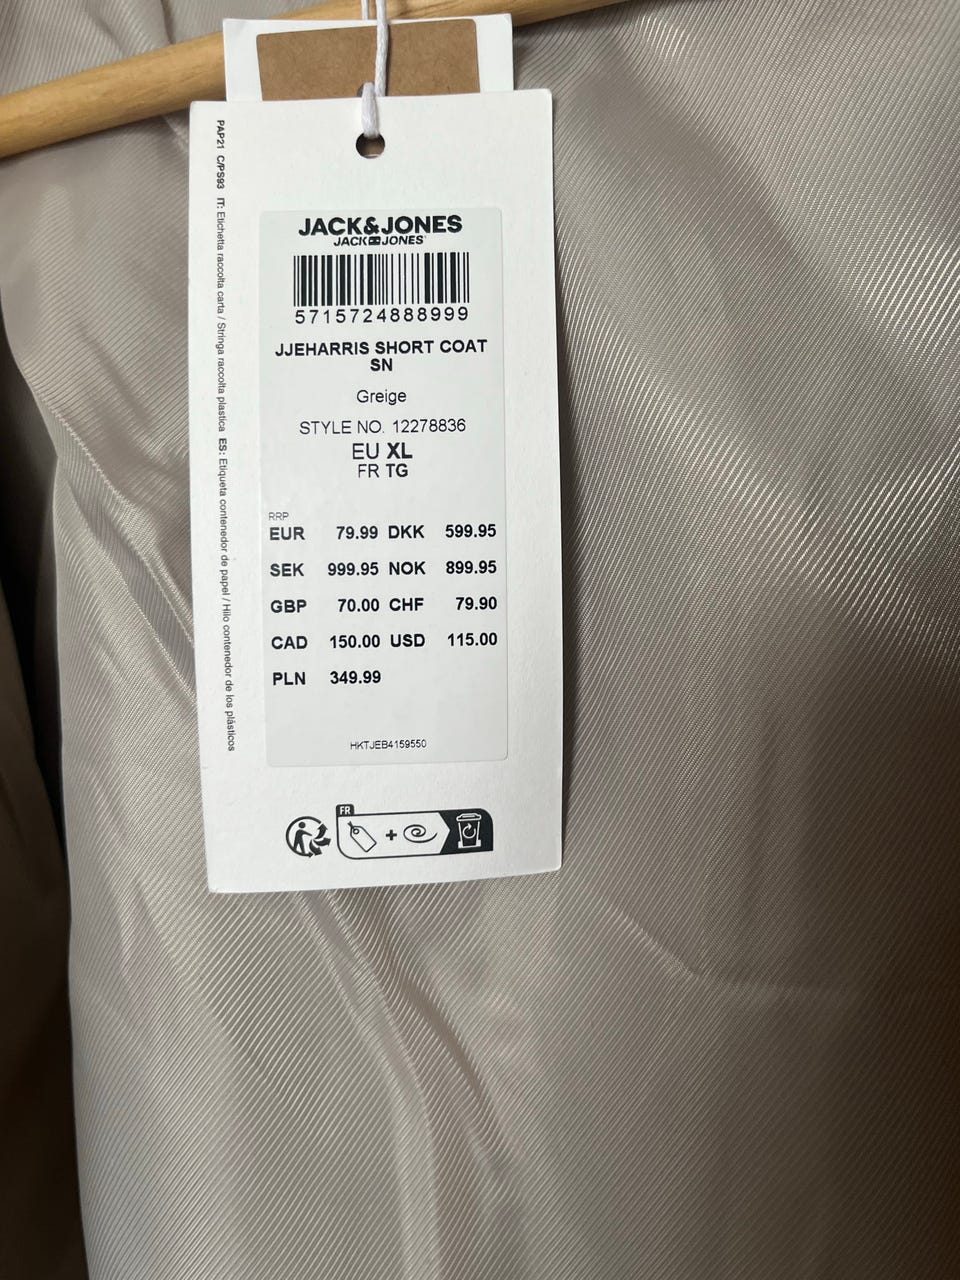 PAP21 C/PS93 IT: Etichetta raccolta carta / Stringa raccolta plastica ES: Etiqueta contenedor de papel / Hilo contenedor de los plásticos
JACK&JONES
JACK JONES
5715724888999
JJEHARRIS SHORT COAT
SN
Greige
STYLE NO. 12278836
EU XL
FR TG
RRP
EUR 79.99 DKK 599.95
SEK 999.95 NOK 899.95
GBP 70.00 CHF 79.90
CAD 150.00 USD 115.00
PLN 349.99
HKTJEB4159550
FR
+